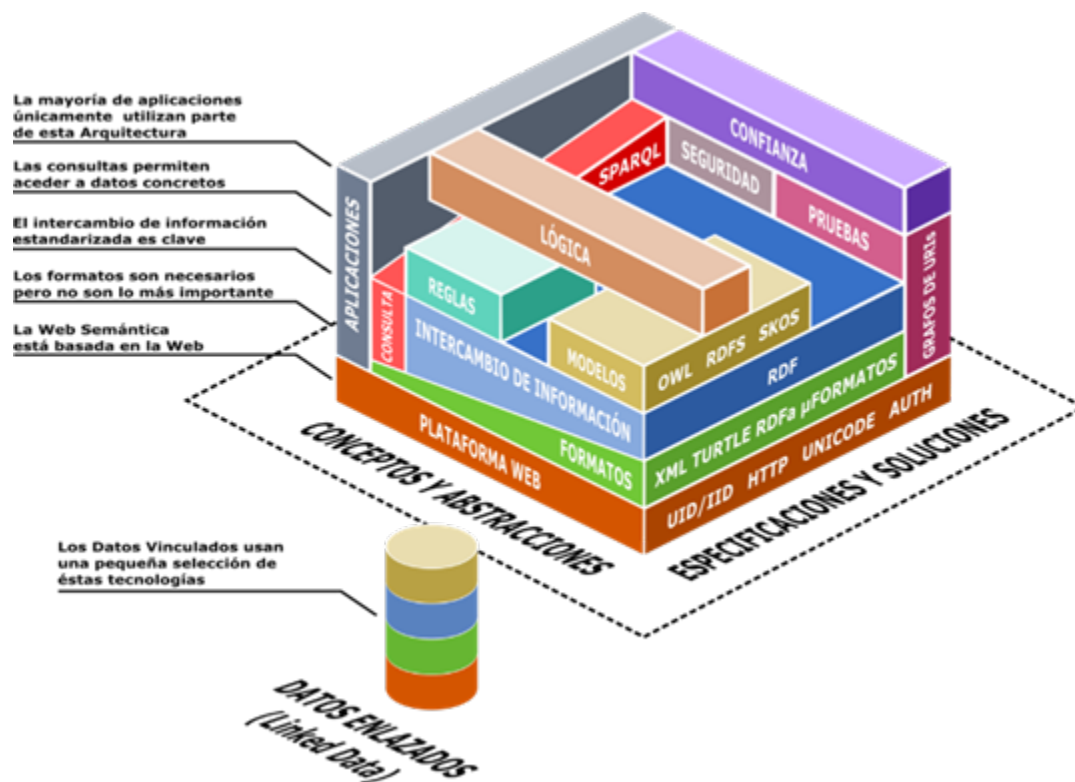 La mayoría de aplicaciones
únicamente utilizan parte
de esta Arquitectura
Las consultas permiten
aceder a datos concretos
El intercambio de información
estandarizada es clave
Los formatos son necesarios
pero no son lo más importante
La Web Semántica
está basada en la Web
APLICACIONES
CONFIANZA
SPARQL
SEGURIDAD
PRUEBAS
LÓGICA
REGLAS
CONSULTA
INTERCAMBIO DE INFORMACIÓN
MODELOS
OWL RDFS SKOS
RDF
GRAFOS DE URIs
FORMATOS
XML TURTLE RDFa µFORMATOS
PLATAFORMA WEB
UID/IID HTTP UNICODE AUTH
CONCEPTOS Y ABSTRACCIONES
ESPECIFICACIONES Y SOLUCIONES
Los Datos Vinculados usan
una pequeña selección de
éstas tecnologías
DATOS ENLAZADOS
(Linked Data)